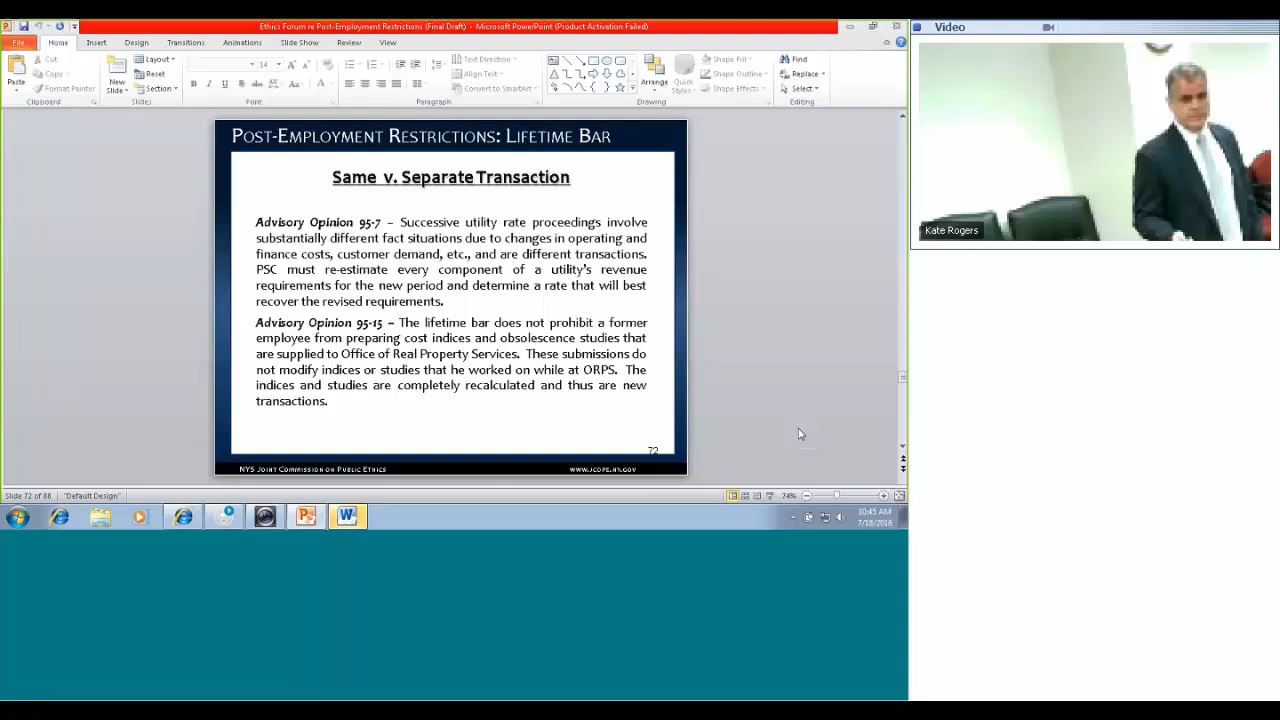 Ethics Forum re Post-Employment Restrictions (Final Draft) - Microsoft PowerPoint (Product Activation Failed)
File Home Insert Design Transitions Animations Slide Show Review View
Paste
Cut
Copy
Format Painter
Clipboard
New
Slide
Layout
Reset
Section
Slides
14
Font
Text Direction
Align Text
Convert to SmartArt
Paragraph
Arrange
Quick
Styles
Shape Fill
Shape Outline
Shape Effects
Drawing
Find
Replace
Select
Editing
Video
Kate Rogers
Post-Employment Restrictions: Lifetime Bar
Same v. Separate Transaction
Advisory Opinion 95-7 – Successive utility rate proceedings involve
substantially different fact situations due to changes in operating and
finance costs, customer demand, etc., and are different transactions.
PSC must re-estimate every component of a utility's revenue
requirements for the new period and determine a rate that will best
recover the revised requirements.
Advisory Opinion 95-15 – The lifetime bar does not prohibit a former
employee from preparing cost indices and obsolescence studies that
are supplied to Office of Real Property Services. These submissions do
not modify indices or studies that he worked on while at ORPS. The
indices and studies are completely recalculated and thus are new
transactions.
72
NYS Joint Commission on Public Ethics www.jcope.ny.gov
Slide 72 of 88 "Default Design" 74%
10:45 AM
7/18/2016